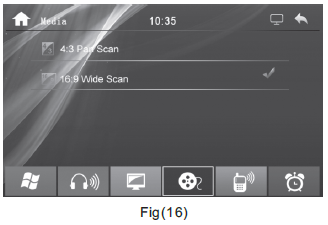 Media 10:35
4:3 Pan Scan
16:9 Wide Scan
Fig(16)